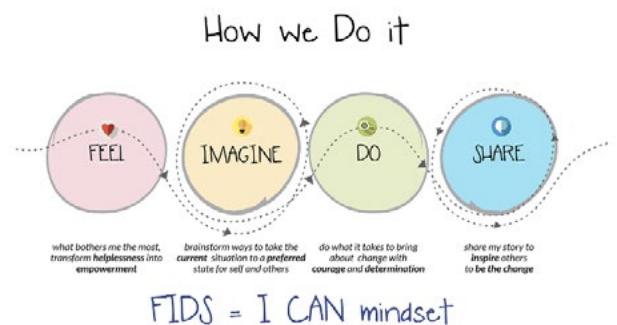 How we Do it
FEEL
IMAGINE
DO
SHARE
what bothers me the most,
transform helplessness into
empowerment
brainstorm ways to take the
current situation to a preferred
state for self and others
do what it takes to bring
about change with
courage and determination
share my story to
inspire others
to be the change
FIDS = I CAN mindset